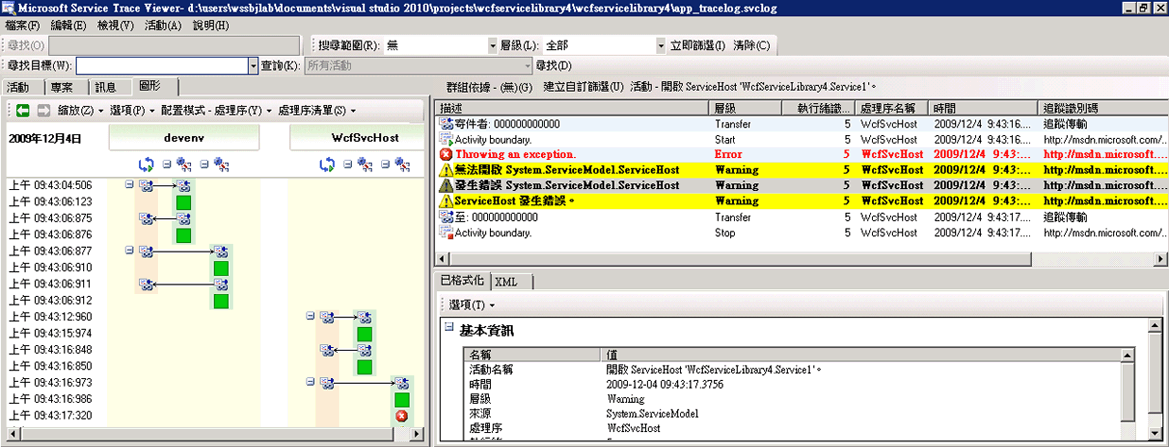 Microsoft Service Trace Viewer- d:\users\wssbjlab\documents\visual studio 2010\projects\wcfservicelibrary4\wcfservicelibrary4\app_tracelog.svclog
檔案(F) 編輯(E) 檢視(V) 活動(A) 說明(H)
尋找(O) 搜尋範圍(R): 無 層級(L): 全部 立即篩選(I) 清除(C)
尋找目標(W): 查詢(K): 所有活動 尋找(D)
活動 專案 訊息 圖形
群組依據 - (無)(G) 建立自訂篩選(U) 活動 - 開啟 ServiceHost 'WcfServiceLibrary4.Service1'。
縮放(Z) 選項(P) 配置模式 - 處理序(Y) 處理序清單(S)
2009年12月4日 devenv WcfSvcHost
上午 09:43:04:506
上午 09:43:06:123
上午 09:43:06:875
上午 09:43:06:876
上午 09:43:06:877
上午 09:43:06:910
上午 09:43:06:911
上午 09:43:06:912
上午 09:43:12:960
上午 09:43:15:974
上午 09:43:16:848
上午 09:43:16:850
上午 09:43:16:973
上午 09:43:16:986
上午 09:43:17:320
描述 層級 執行緒識... 處理序名稱 時間 追蹤識別碼
寄件者: 000000000000 Transfer 5 WcfSvcHost 2009/12/4 9:43:16... 追蹤傳輸
Activity boundary. Start 5 WcfSvcHost 2009/12/4 9:43:16... http://msdn.microsoft.com/...
Throwing an exception. Error 5 WcfSvcHost 2009/12/4 9:43:... http://msdn.microsoft....
無法開啟 System.ServiceModel.ServiceHost Warning 5 WcfSvcHost 2009/12/4 9:43:... http://msdn.microsoft....
發生錯誤 System.ServiceModel.ServiceHost Warning 5 WcfSvcHost 2009/12/4 9:43:... http://msdn.microsoft....
ServiceHost 發生錯誤。 Warning 5 WcfSvcHost 2009/12/4 9:43:... http://msdn.microsoft....
至: 000000000000 Transfer 5 WcfSvcHost 2009/12/4 9:43:17... 追蹤傳輸
Activity boundary. Stop 5 WcfSvcHost 2009/12/4 9:43:17... http://msdn.microsoft.com/...
已格式化 XML
選項(T)
基本資訊
名稱 值
活動名稱 開啟 ServiceHost 'WcfServiceLibrary4.Service1'。
時間 2009-12-04 09:43:17.3756
層級 Warning
來源 System.ServiceModel
處理序 WcfSvcHost